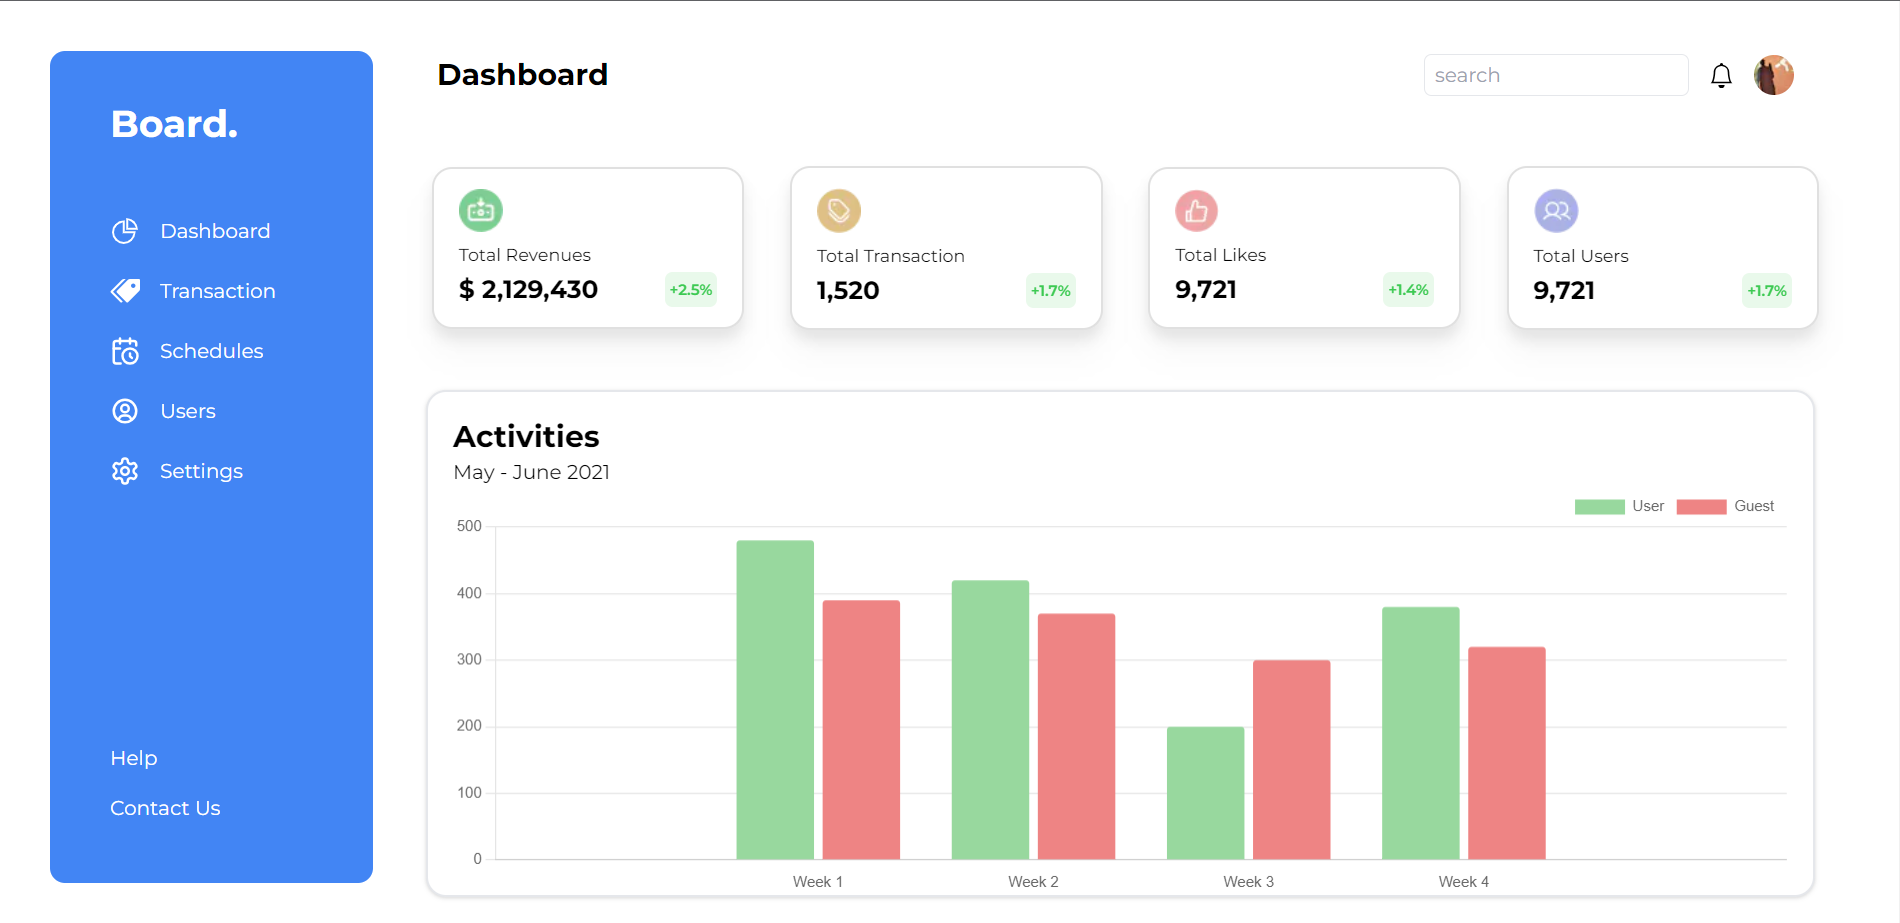 Board.
Dashboard
Transaction
Schedules
Users
Settings
Help
Contact Us
Dashboard
search
Total Revenues
$ 2,129,430
+2.5%
Total Transaction
1,520
+1.7%
Total Likes
9,721
+1.4%
Total Users
9,721
+1.7%
Activities
May - June 2021
User
Guest
500
400
300
200
100
0
Week 1
Week 2
Week 3
Week 4